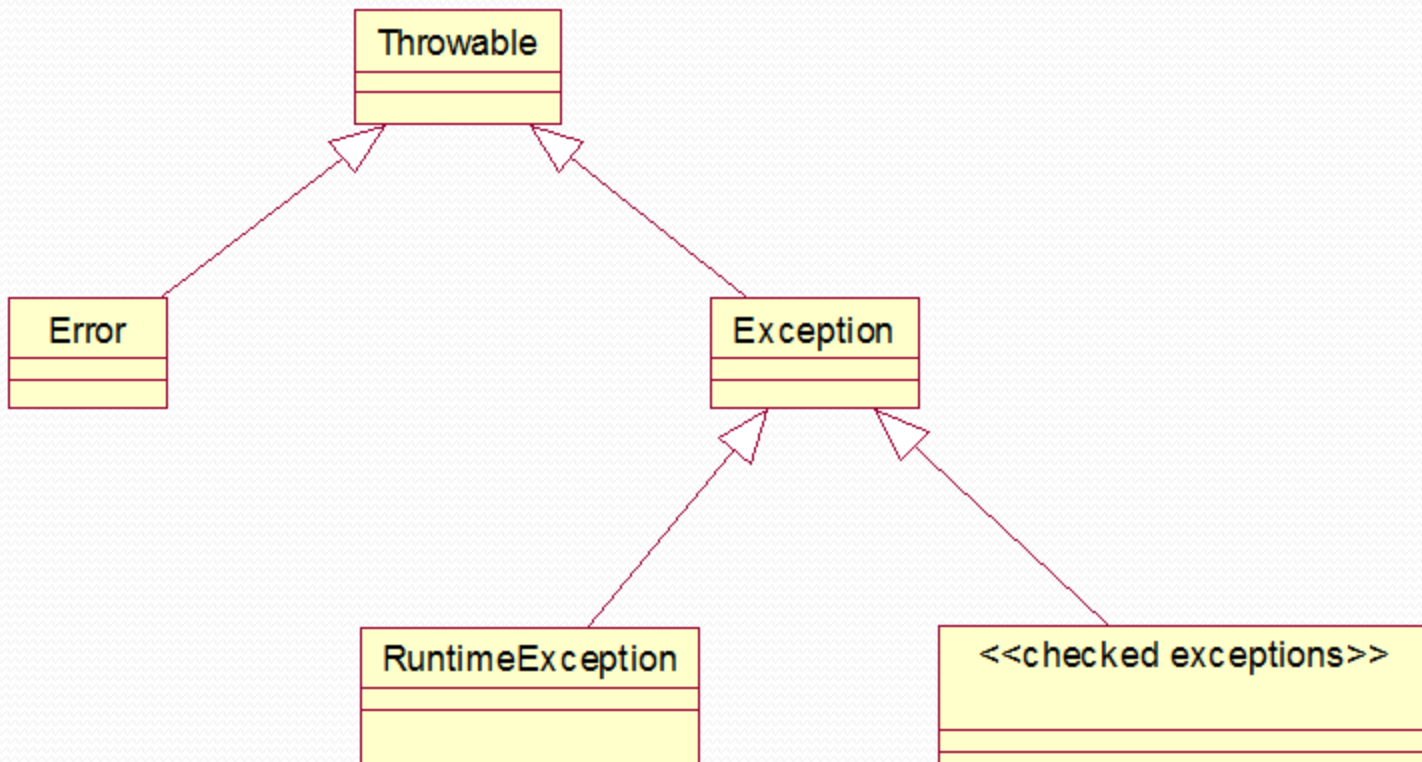 Throwable
Error
Exception
RuntimeException
<<checked exceptions>>